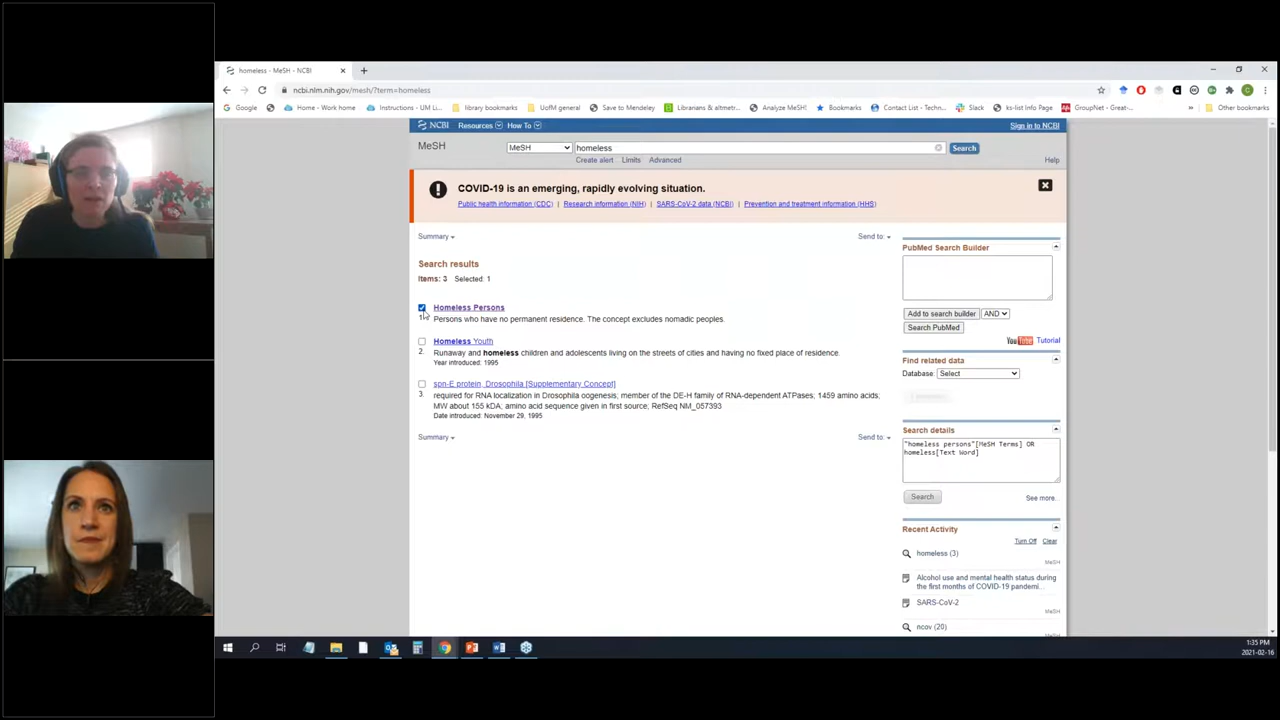 homeless - MeSH - NCBI
ncbi.nlm.nih.gov/mesh/?term=homeless
Google
Home - Work home
Instructions - UM Li...
library bookmarks
UofM general
Save to Mendeley
Librarians & altmetr...
Analyze MeSH!
Bookmarks
Contact List - Techn...
Slack
ks-list Info Page
GroupNet - Great-...
»
Other bookmarks
NCBI Resources How To Sign in to NCBI
MeSH MeSH homeless Search
Create alert Limits Advanced Help
COVID-19 is an emerging, rapidly evolving situation.
Public health information (CDC) | Research information (NIH) | SARS-CoV-2 data (NCBI) | Prevention and treatment information (HHS)
Summary Send to:
Search results
Items: 3 Selected: 1
Homeless Persons
1. Persons who have no permanent residence. The concept excludes nomadic peoples.
Homeless Youth
2. Runaway and homeless children and adolescents living on the streets of cities and having no fixed place of residence.
Year introduced: 1995
spn-E protein, Drosophila [Supplementary Concept]
3. required for RNA localization in Drosophila oogenesis; member of the DE-H family of RNA-dependent ATPases; 1459 amino acids;
MW about 155 kDA; amino acid sequence given in first source; RefSeq NM_057393
Date introduced: November 29, 1995
Summary Send to:
PubMed Search Builder
Add to search builder AND
Search PubMed
YouTube Tutorial
Find related data
Database: Select
Search details
"homeless persons"[MeSH Terms] OR
homeless[Text Word]
Search See more...
Recent Activity
Turn Off Clear
homeless (3)
MeSH
Alcohol use and mental health status during
the first months of COVID-19 pandemi...
SARS-CoV-2
MeSH
ncov (20)
MeSH
1:35 PM
2021-02-16